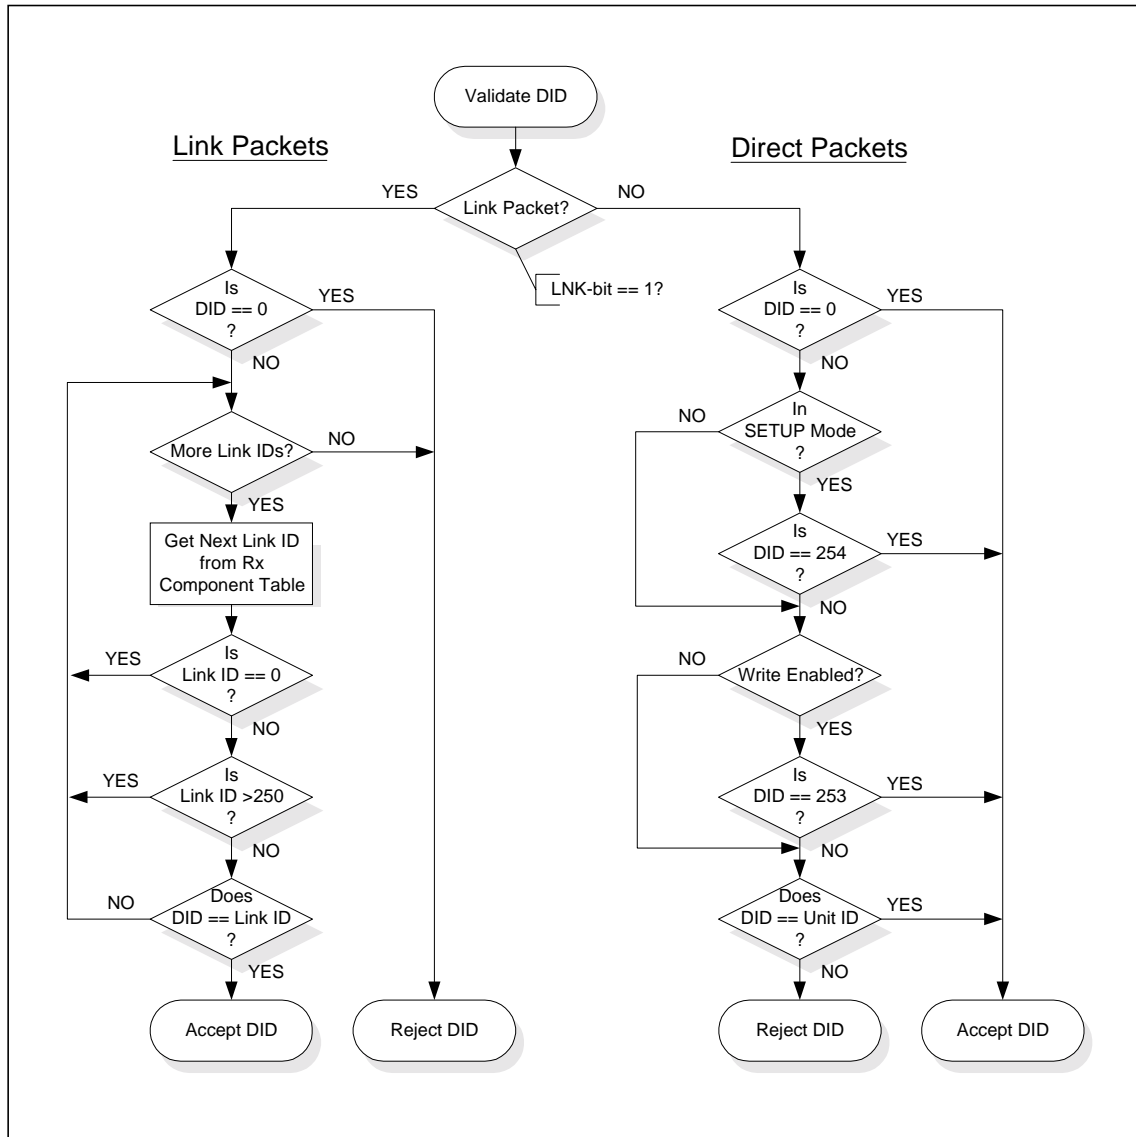 Validate DID
Link Packets
Direct Packets
YES
Link Packet?
NO
LNK-bit == 1?
Is
DID == 0
?
YES
NO
More Link IDs?
NO
YES
Get Next Link ID
from Rx
Component Table
YES
Is
Link ID == 0
?
NO
YES
Is
Link ID >250
?
NO
NO
Does
DID == Link ID
?
YES
Accept DID
Reject DID
Is
DID == 0
?
YES
NO
NO
In
SETUP Mode
?
YES
Is
DID == 254
?
YES
NO
NO
Write Enabled?
YES
Is
DID == 253
?
YES
NO
Does
DID == Unit ID
?
YES
NO
Reject DID
Accept DID